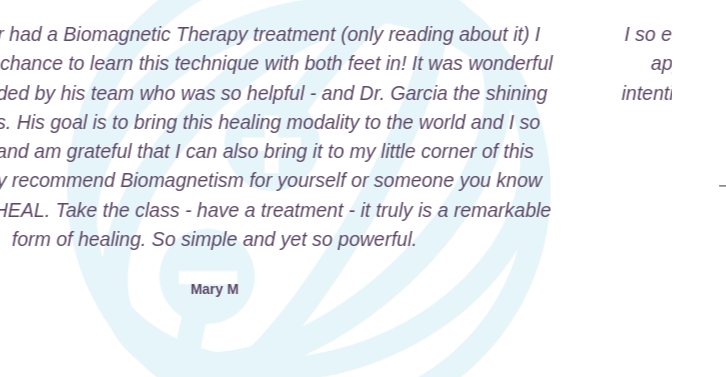 had a Biomagnetic Therapy treatment (only reading about it) I
chance to learn this technique with both feet in! It was wonderful
by his team who was so helpful - and Dr. Garcia the shining
His goal is to bring this healing modality to the world and I so
and am grateful that I can also bring it to my little corner of this
recommend Biomagnetism for yourself or someone you know
HEAL. Take the class - have a treatment - it truly is a remarkable
form of healing. So simple and yet so powerful.
Mary M
I so